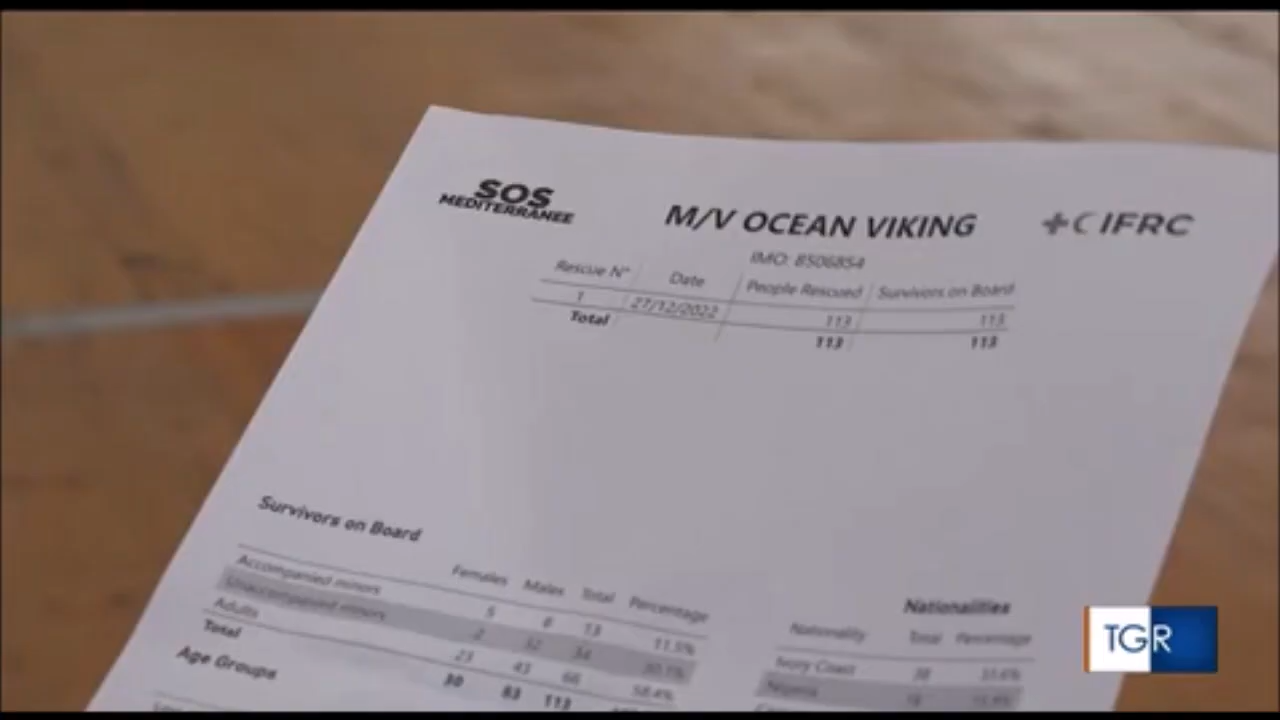 SOS
MEDITERRANEE
M/V OCEAN VIKING
IFRC
IMO: 8506854
Rescue N° Date People Rescued Survivors on Board
1 27/12/2022 113 113
Total 113 113
Survivors on Board
Females Males Total Percentage
Accompanied minors 5 8 13 11.5%
Unaccompanied minors 2 32 34 30.1%
Adults 23 43 66 58.4%
Total 30 83 113
Age Groups
Nationalities
Nationality Total Percentage
Ivory Coast 38 33.6%
Nigeria 18
TGR